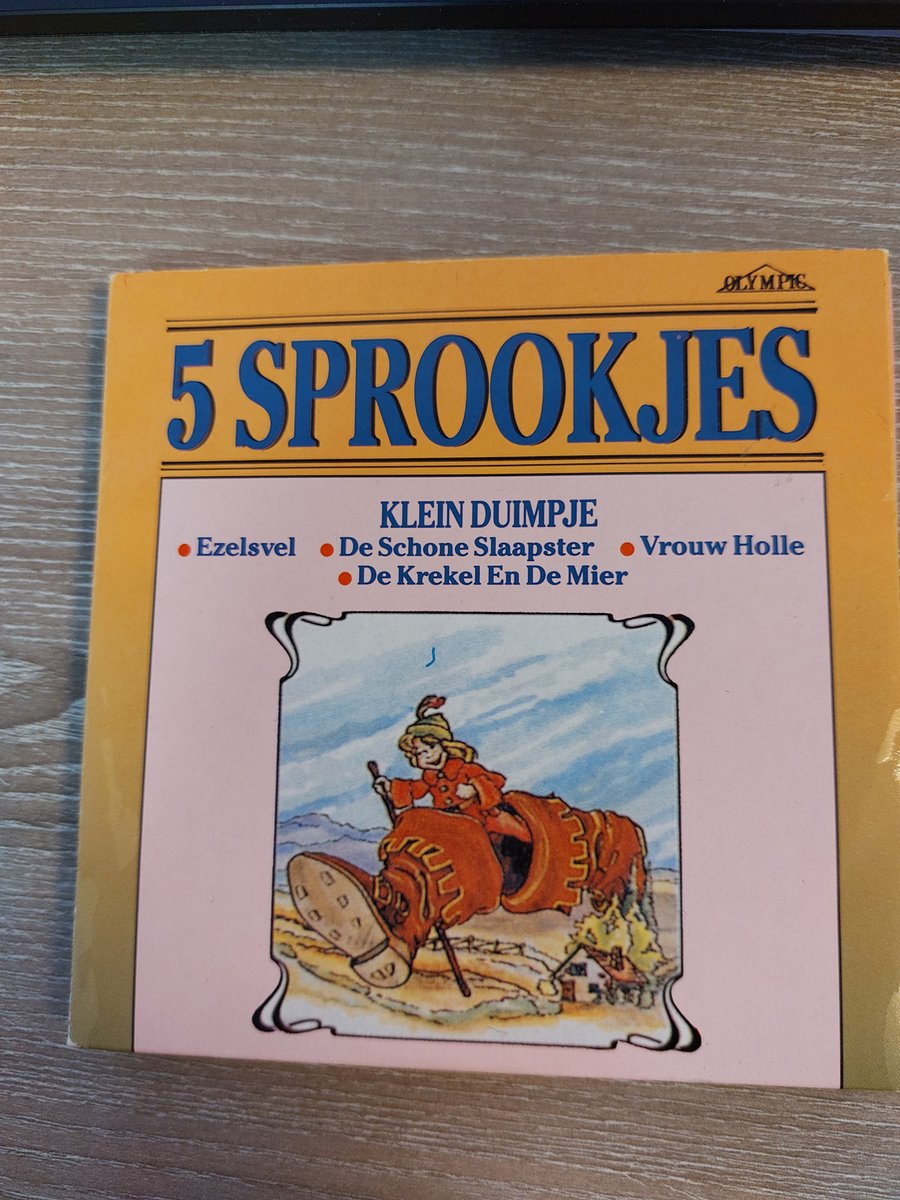 OLYMPIC
5 SPROOKJES
KLEIN DUIMPJE
• Ezelsvel • De Schone Slaapster • Vrouw Holle
• De Krekel En De Mier